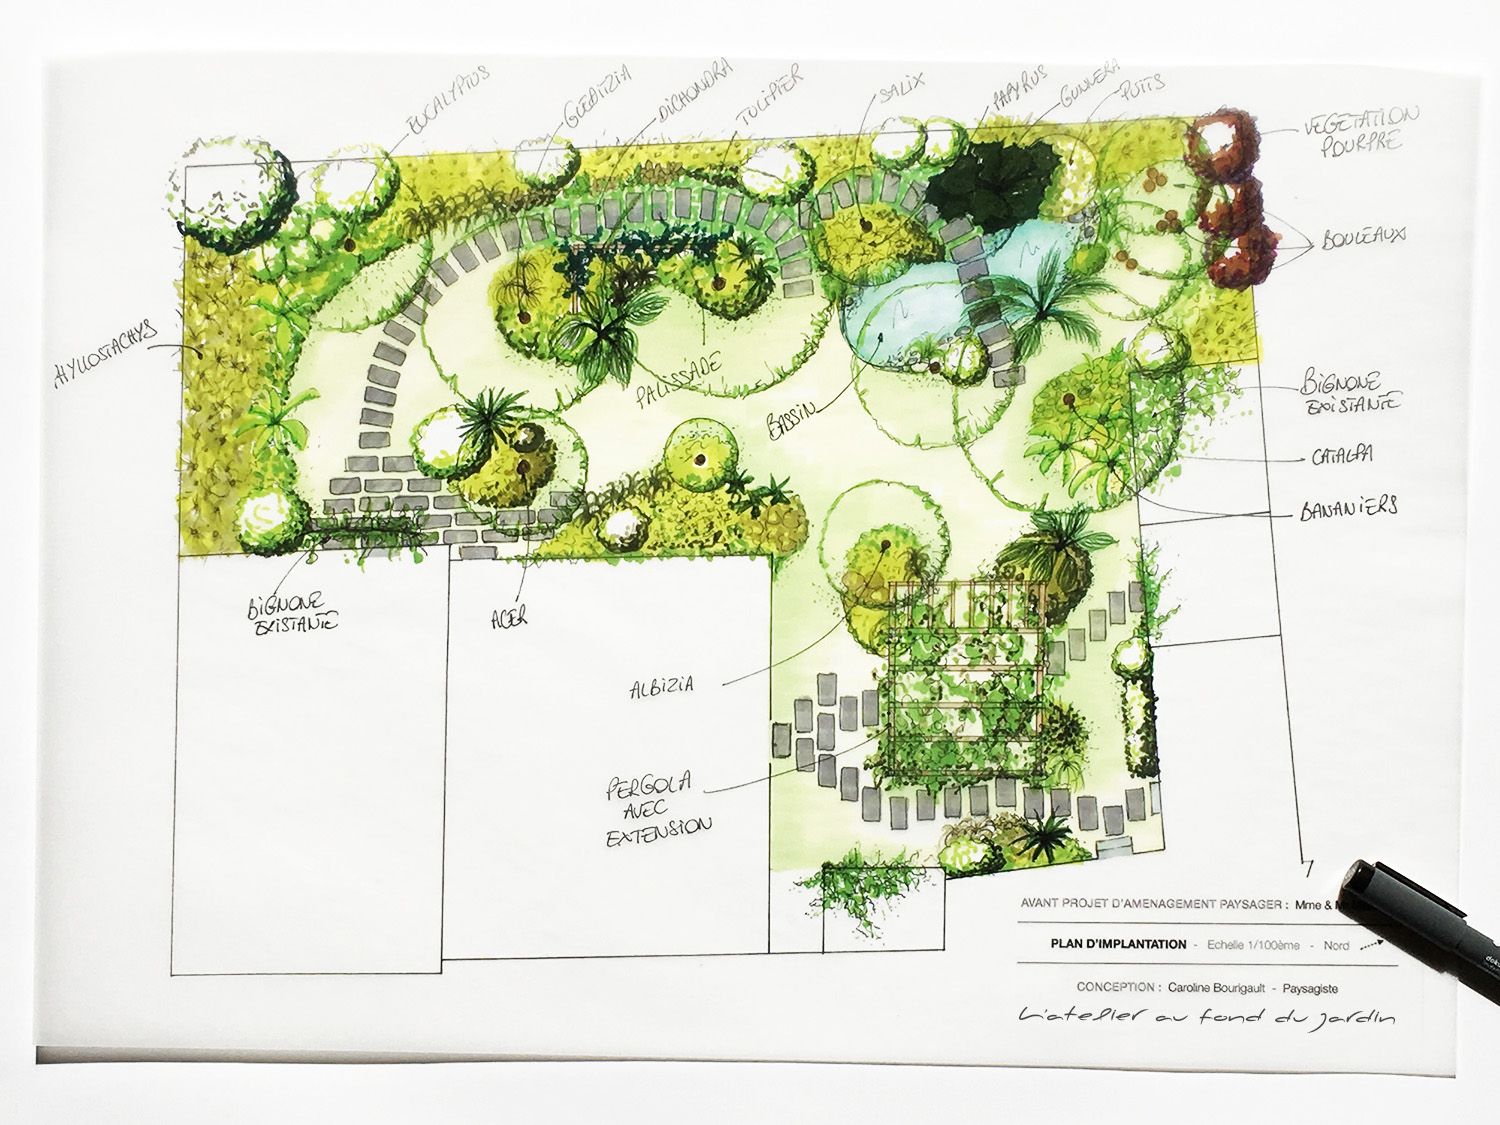 EUCALYPTUS
GLEDITZIA
DICHONDRA
TULIPIER
SALIX
PAPYRUS
GUNNERA
PUITS
VEGETATION
POURPRE
BOULEAUX
HYLLOSTACHYS
PALISSADE
BASSIN
BIGNONE
EXISTANTE
CATALPA
BANANIERS
BIGNONE
EXISTANTE
ACER
ALBIZIA
PERGOLA
AVEC
EXTENSION
AVANT PROJET D'AMENAGEMENT PAYSAGER : Mme & M
PLAN D'IMPLANTATION - Echelle 1/100ème - Nord
CONCEPTION : Caroline Bourigault - Paysagiste
L'atelier au fond du jardin